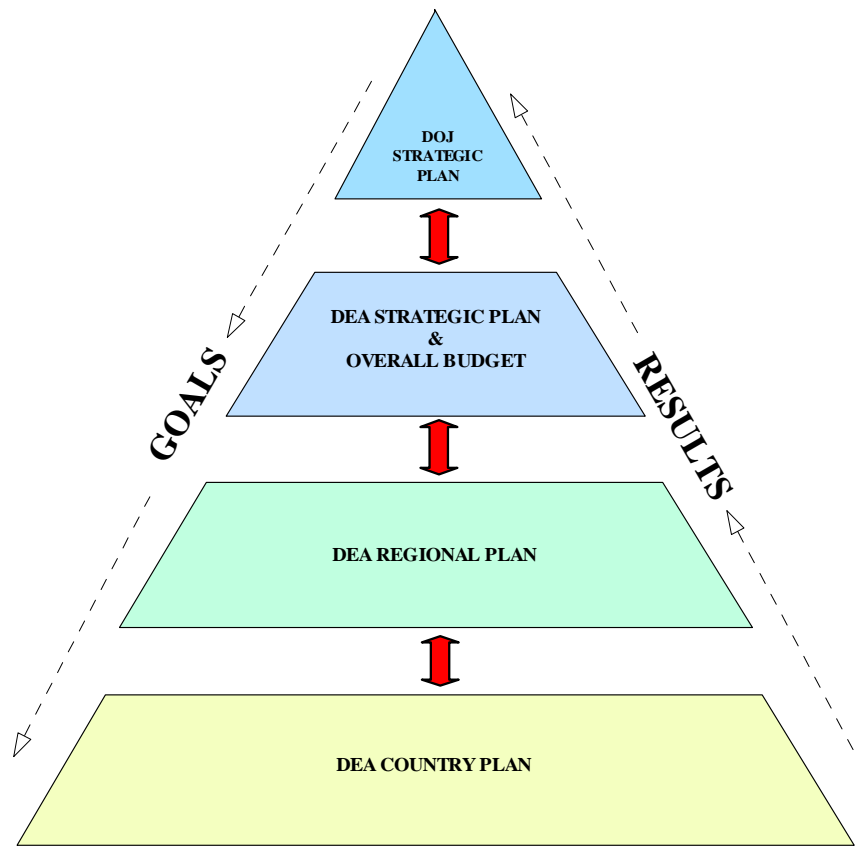 DOJ
STRATEGIC
PLAN
DEA STRATEGIC PLAN
&
OVERALL BUDGET
GOALS
RESULTS
DEA REGIONAL PLAN
DEA COUNTRY PLAN